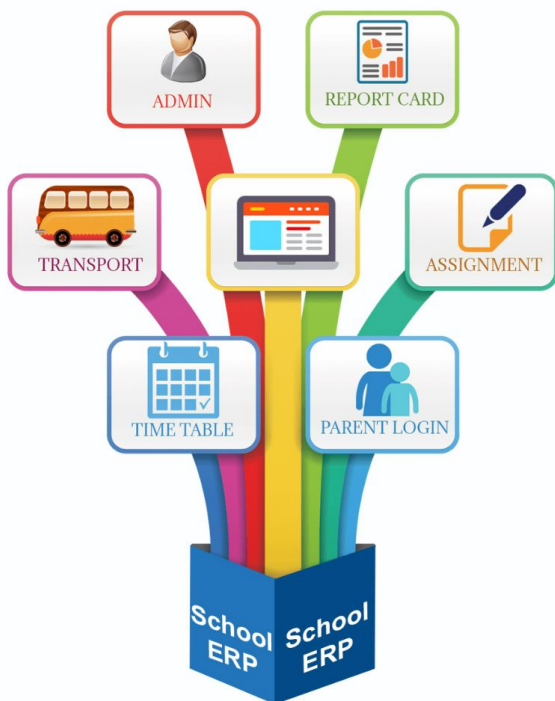 ADMIN
REPORT CARD
TRANSPORT
ASSIGNMENT
TIME TABLE
PARENT LOGIN
School
ERP
School
ERP